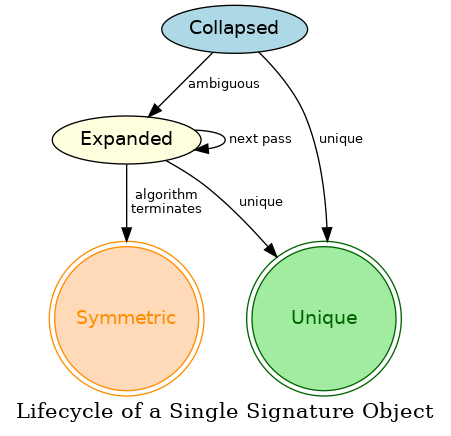 Collapsed
ambiguous
Expanded
next pass
unique
algorithm
terminates
unique
Symmetric
Unique
Lifecycle of a Single Signature Object